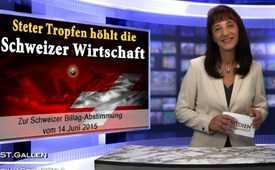 Steter Tropfen höhlt die
Schweizer Wirtschaft
Zur Schweizer Billag-Abstimmung
vom 14. Juni 2015
ST.GALLEN